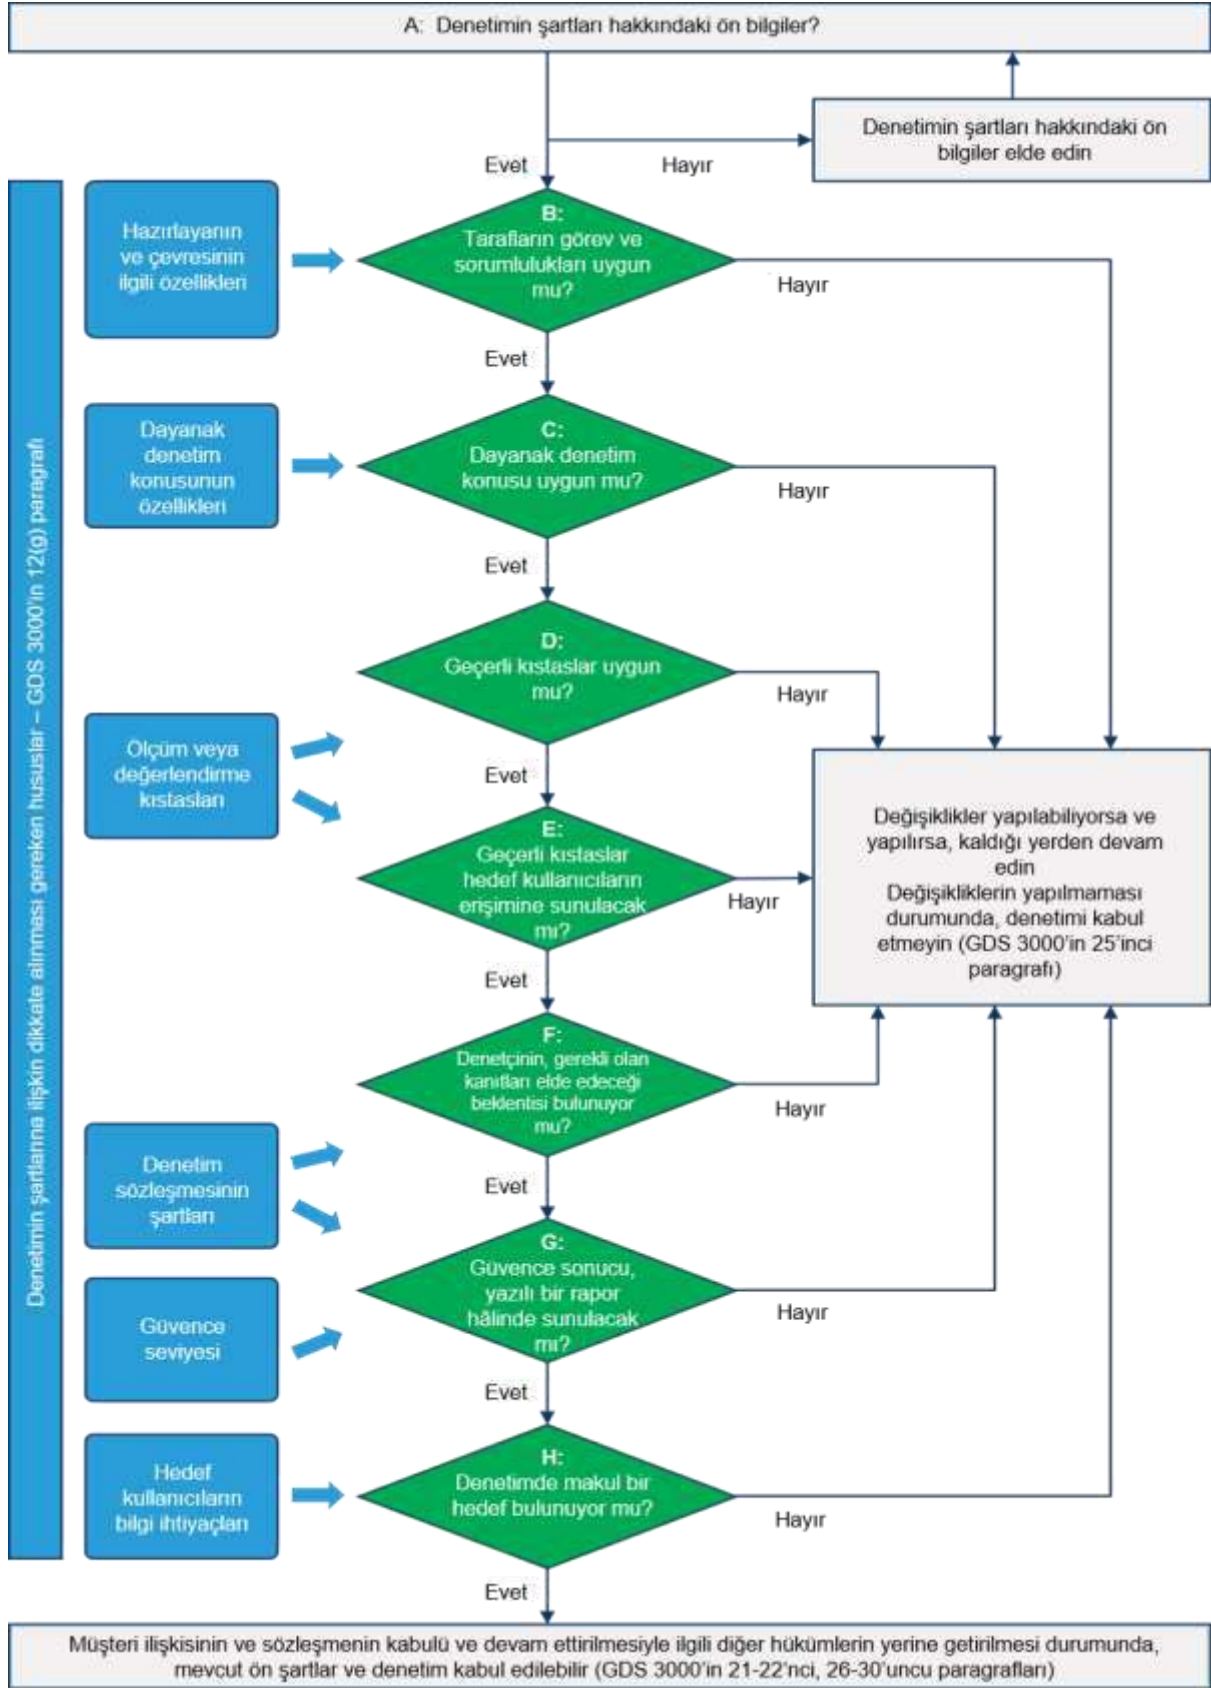 A: Denetimin şartları hakkındaki ön bilgiler?
Denetimin şartları hakkındaki ön
bilgiler elde edin
Evet
Hayır
Denetimin şartlarına ilişkin dikkate alınması gereken hususlar – GDS 3000'in 12(g) paragrafı
Hazırlayanın
ve çevresinin
ilgili özellikleri
B:
Tarafların görev ve
sorumlulukları uygun
mu?
Hayır
Evet
Dayanak
denetim
konusunun
özellikleri
C:
Dayanak denetim
konusu uygun mu?
Hayır
Evet
D:
Geçerli kıstaslar uygun
mu?
Hayır
Ölçüm veya
değerlendirme
kıstasları
Evet
E:
Geçerli kıstaslar
hedef kullanıcıların
erişimine sunulacak
mı?
Hayır
Değişiklikler yapılabiliyorsa ve
yapılırsa, kaldığı yerden devam
edin
Değişikliklerin yapılmaması
durumunda, denetimi kabul
etmeyin (GDS 3000'in 25'inci
paragrafı)
Evet
F:
Denetçinin, gerekli olan
kanıtları elde edeceği
beklentisi bulunuyor
mu?
Hayır
Denetim
sözleşmesinin
şartları
Evet
G:
Güvence sonucu,
yazılı bir rapor
hâlinde sunulacak
mı?
Hayır
Güvence
seviyesi
Evet
Hedef
kullanıcıların
bilgi ihtiyaçları
H:
Denetimde makul bir
hedef bulunuyor mu?
Hayır
Evet
Müşteri ilişkisinin ve sözleşmenin kabulü ve devam ettirilmesiyle ilgili diğer hükümlerin yerine getirilmesi durumunda,
mevcut ön şartlar ve denetim kabul edilebilir (GDS 3000'in 21-22'nci, 26-30'uncu paragrafları)